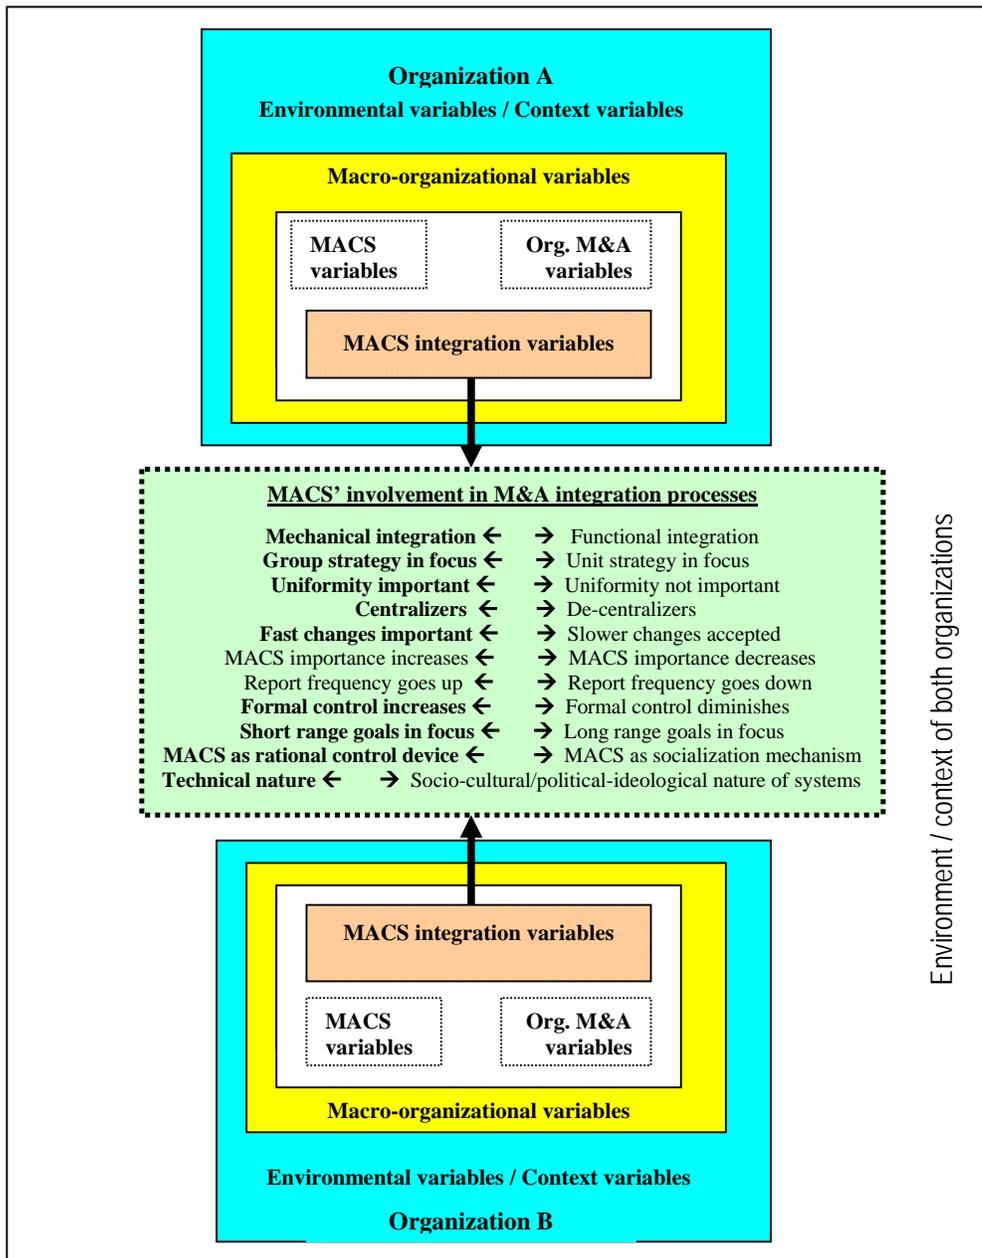 Organization A
Environmental variables / Context variables
Macro-organizational variables
MACS
variables
Org. M&A
variables
MACS integration variables
MACS’ involvement in M&A integration processes
Mechanical integration ← → Functional integration
Group strategy in focus ← → Unit strategy in focus
Uniformity important ← → Uniformity not important
Centralizers ← → De-centralizers
Fast changes important ← → Slower changes accepted
MACS importance increases ← → MACS importance decreases
Report frequency goes up ← → Report frequency goes down
Formal control increases ← → Formal control diminishes
Short range goals in focus ← → Long range goals in focus
MACS as rational control device ← → MACS as socialization mechanism
Technical nature ← → Socio-cultural/political-ideological nature of systems
Environment / context of both organizations
MACS integration variables
MACS
variables
Org. M&A
variables
Macro-organizational variables
Environmental variables / Context variables
Organization B